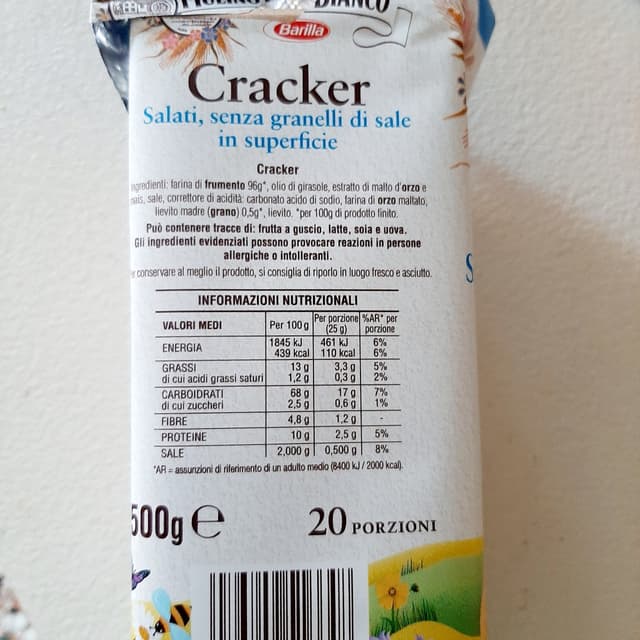 BIANCO
Barilla
Cracker
Salati, senza granelli di sale
in superficie
Cracker
farina di frumento 96g*, olio di girasole, estratto di malto d'orzo e
sale, correttore di acidità: carbonato acido di sodio, farina di orzo maltato,
lievito madre (grano) 0,5g*, lievito. *per 100g di prodotto finito.
Può contenere tracce di: frutta a guscio, latte, soia e uova.
Gli ingredienti evidenziati possono provocare reazioni in persone
allergiche o intolleranti.
conservare al meglio il prodotto, si consiglia di riporlo in luogo fresco e asciutto.
INFORMAZIONI NUTRIZIONALI
VALORI MEDI Per 100 g Per porzione (25 g) %AR* per porzione
ENERGIA 1845 kJ 461 kJ 6%
439 kcal 110 kcal 6%
GRASSI 13 g 3,3 g 5%
di cui acidi grassi saturi 1,2 g 0,3 g 2%
CARBOIDRATI 68 g 17 g 7%
di cui zuccheri 2,5 g 0,6 g 1%
FIBRE 4,8 g 1,2 g -
PROTEINE 10 g 2,5 g 5%
SALE 2,000 g 0,500 g 8%
*AR = assunzioni di riferimento di un adulto medio (8400 kJ / 2000 kcal).
500g e
20 PORZIONI